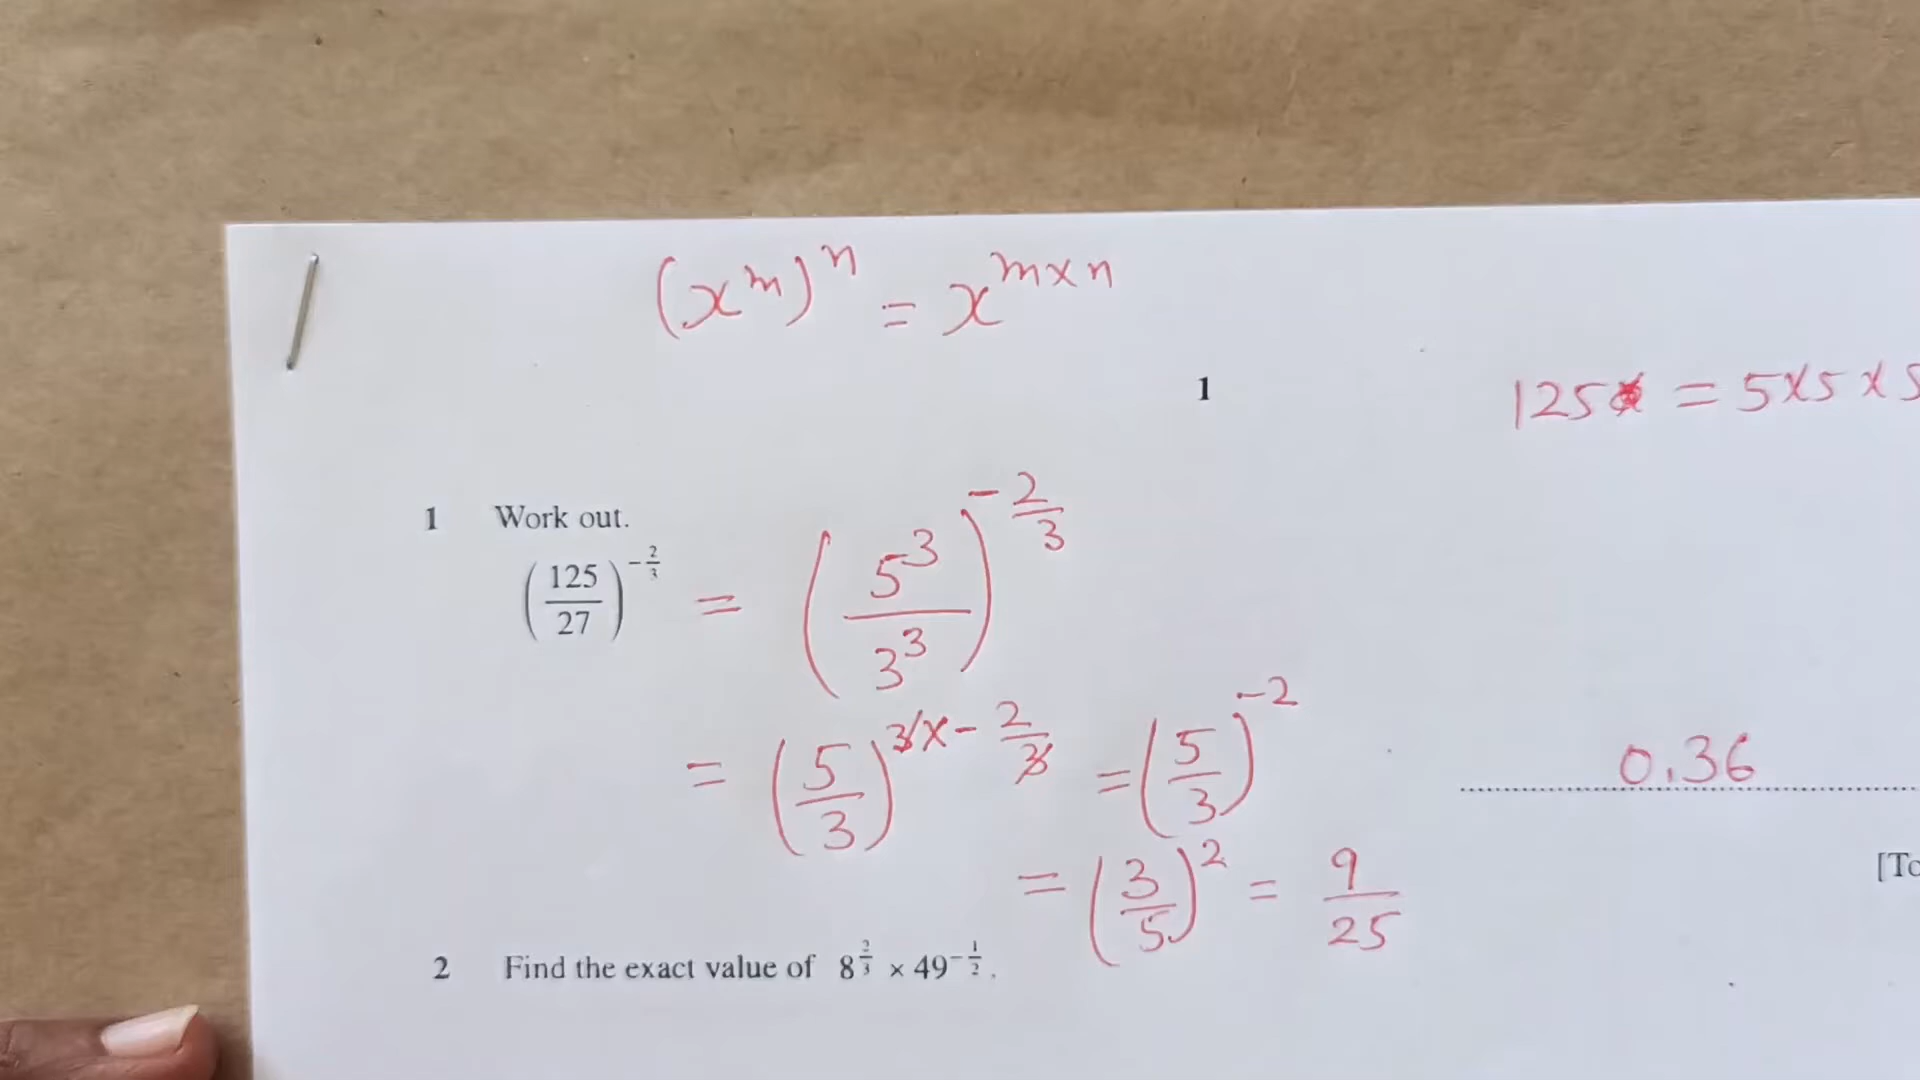 (x^m)^n = x^{m×n}
1
125 = 5×5×5
1 Work out.
(125/27)^{-2/3} = (5^3/3^3)^{-2/3}
= (5/3)^{3×-2/3} = (5/3)^{-2}
0.36
= (3/5)^2 = 9/25
[To
2 Find the exact value of 8^{2/3} × 49^{-1/2}.